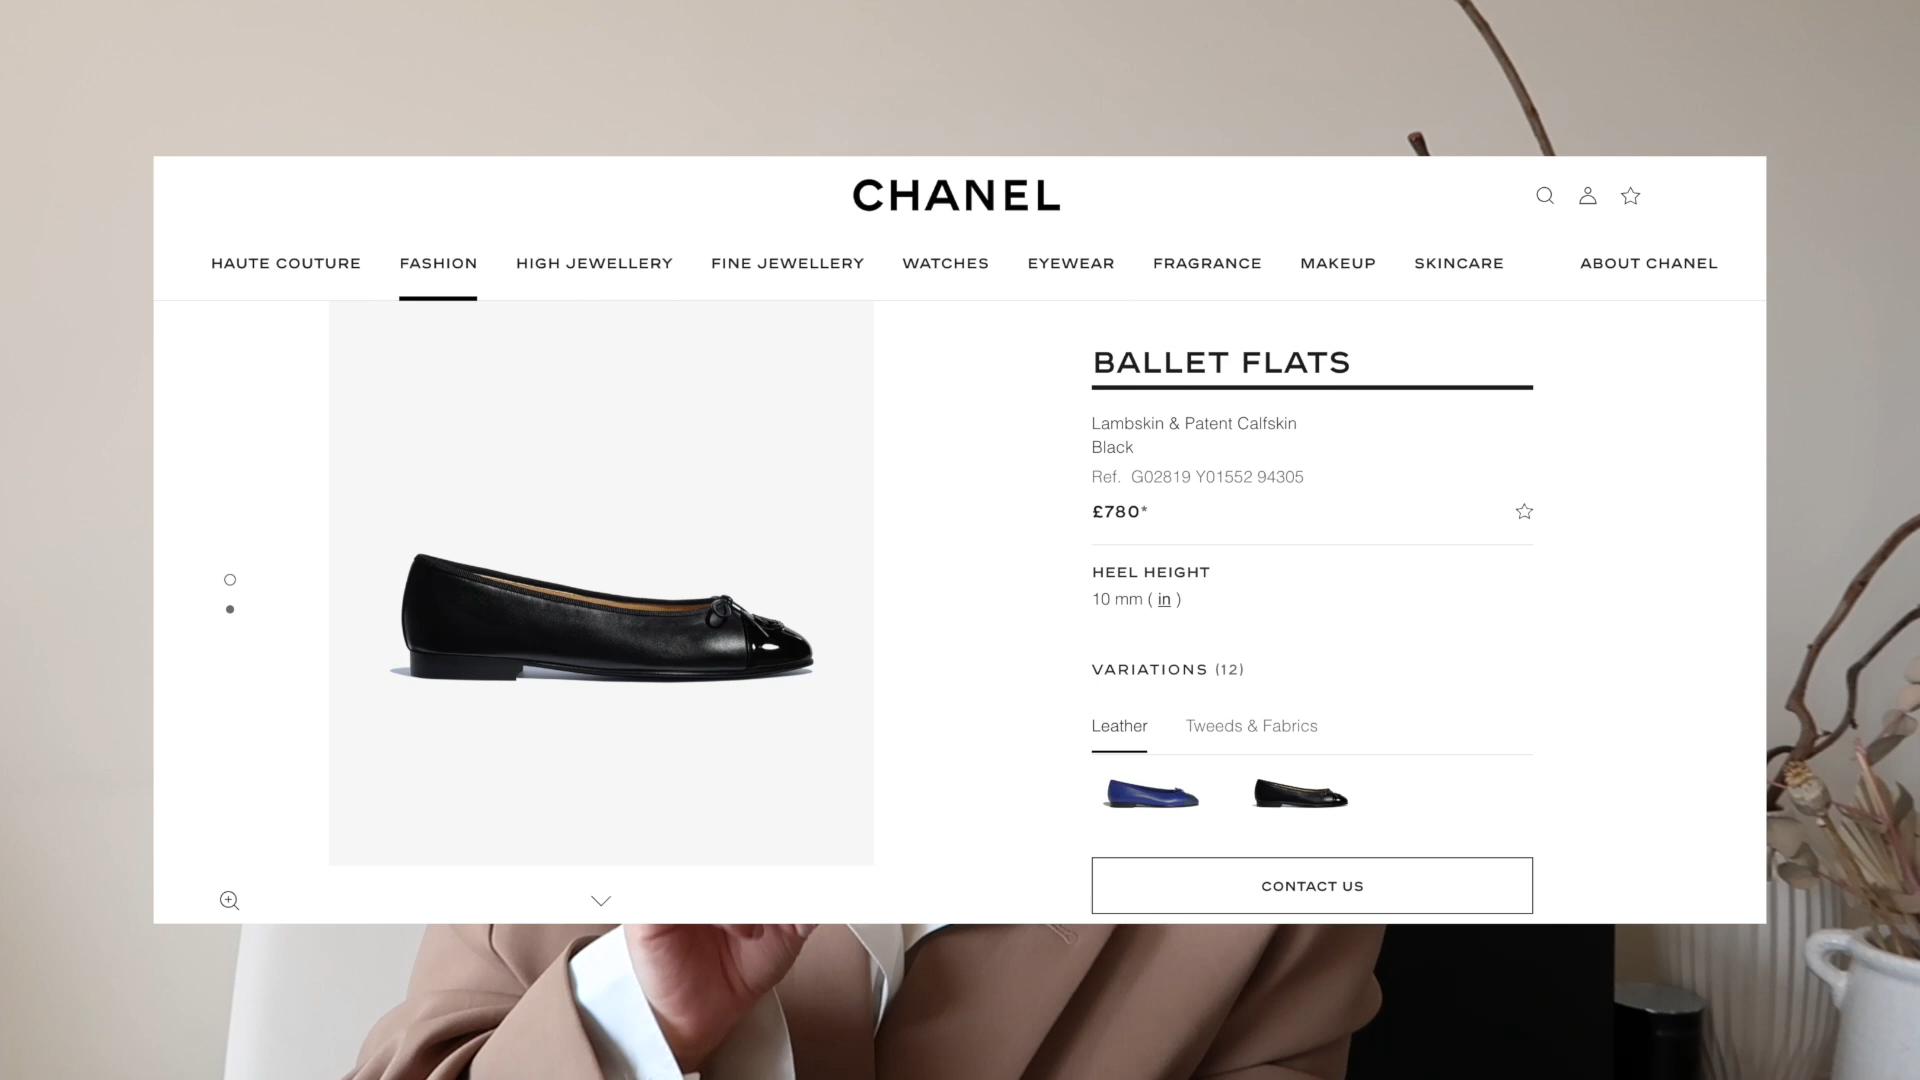 CHANEL
HAUTE COUTURE FASHION HIGH JEWELLERY FINE JEWELLERY WATCHES EYEWEAR FRAGRANCE MAKEUP SKINCARE ABOUT CHANEL
BALLET FLATS
Lambskin & Patent Calfskin
Black
Ref. G02819 Y01552 94305
£780*
HEEL HEIGHT
10 mm ( in )
VARIATIONS (12)
Leather Tweeds & Fabrics
CONTACT US